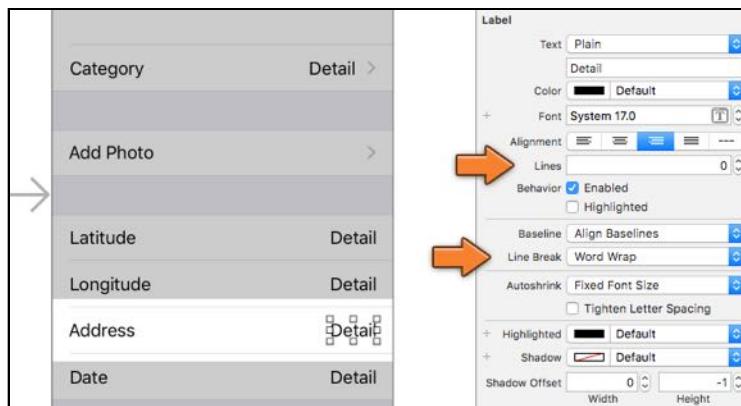 Category Detail
Add Photo
Latitude Detail
Longitude Detail
Address Detail
Date Detail
Label
Text Plain
Detail
Color Default
+ Font System 17.0 T
Alignment ---
Lines 0
Behavior Enabled
Highlighted
Baseline Align Baselines
Line Break Word Wrap
Autoshrink Fixed Font Size
Tighten Letter Spacing
+ Highlighted Default
+ Shadow Default
Shadow Offset 0 -1
Width Height